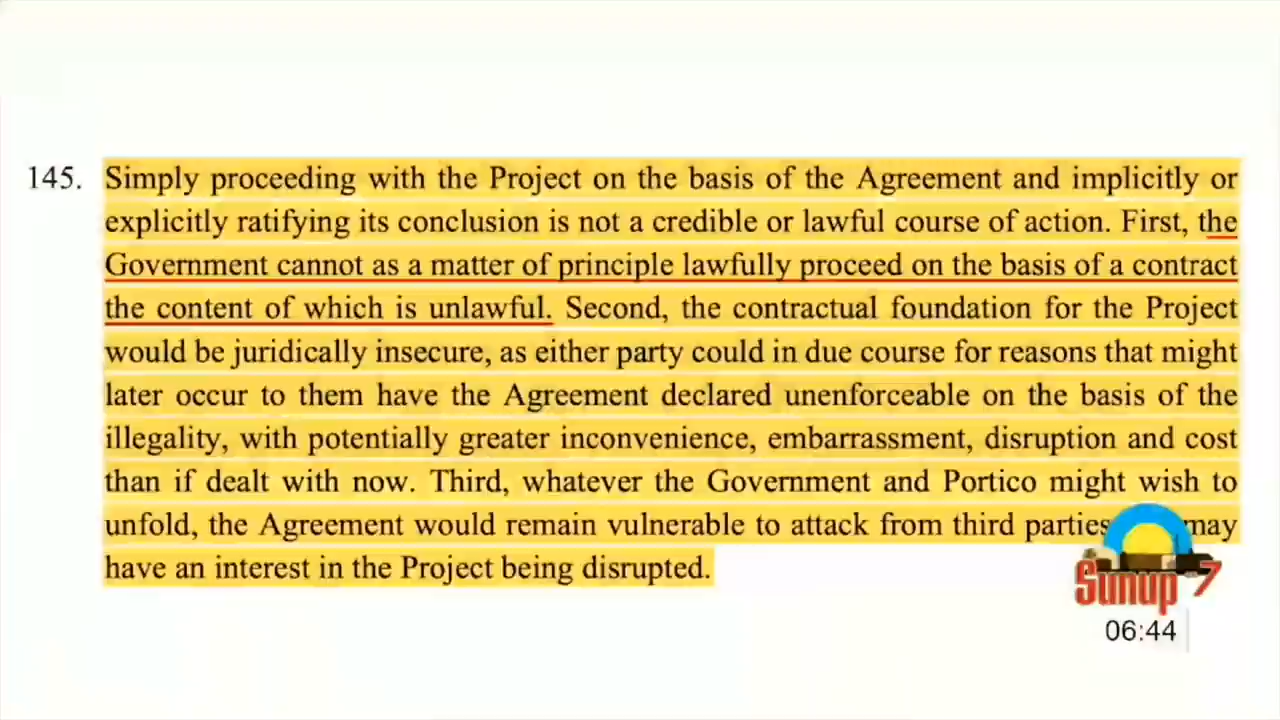 145. Simply proceeding with the Project on the basis of the Agreement and implicitly or
explicitly ratifying its conclusion is not a credible or lawful course of action. First, the
Government cannot as a matter of principle lawfully proceed on the basis of a contract
the content of which is unlawful. Second, the contractual foundation for the Project
would be juridically insecure, as either party could in due course for reasons that might
later occur to them have the Agreement declared unenforceable on the basis of the
illegality, with potentially greater inconvenience, embarrassment, disruption and cost
than if dealt with now. Third, whatever the Government and Portico might wish to
unfold, the Agreement would remain vulnerable to attack from third parties may
have an interest in the Project being disrupted.
Sunup 7
06:44